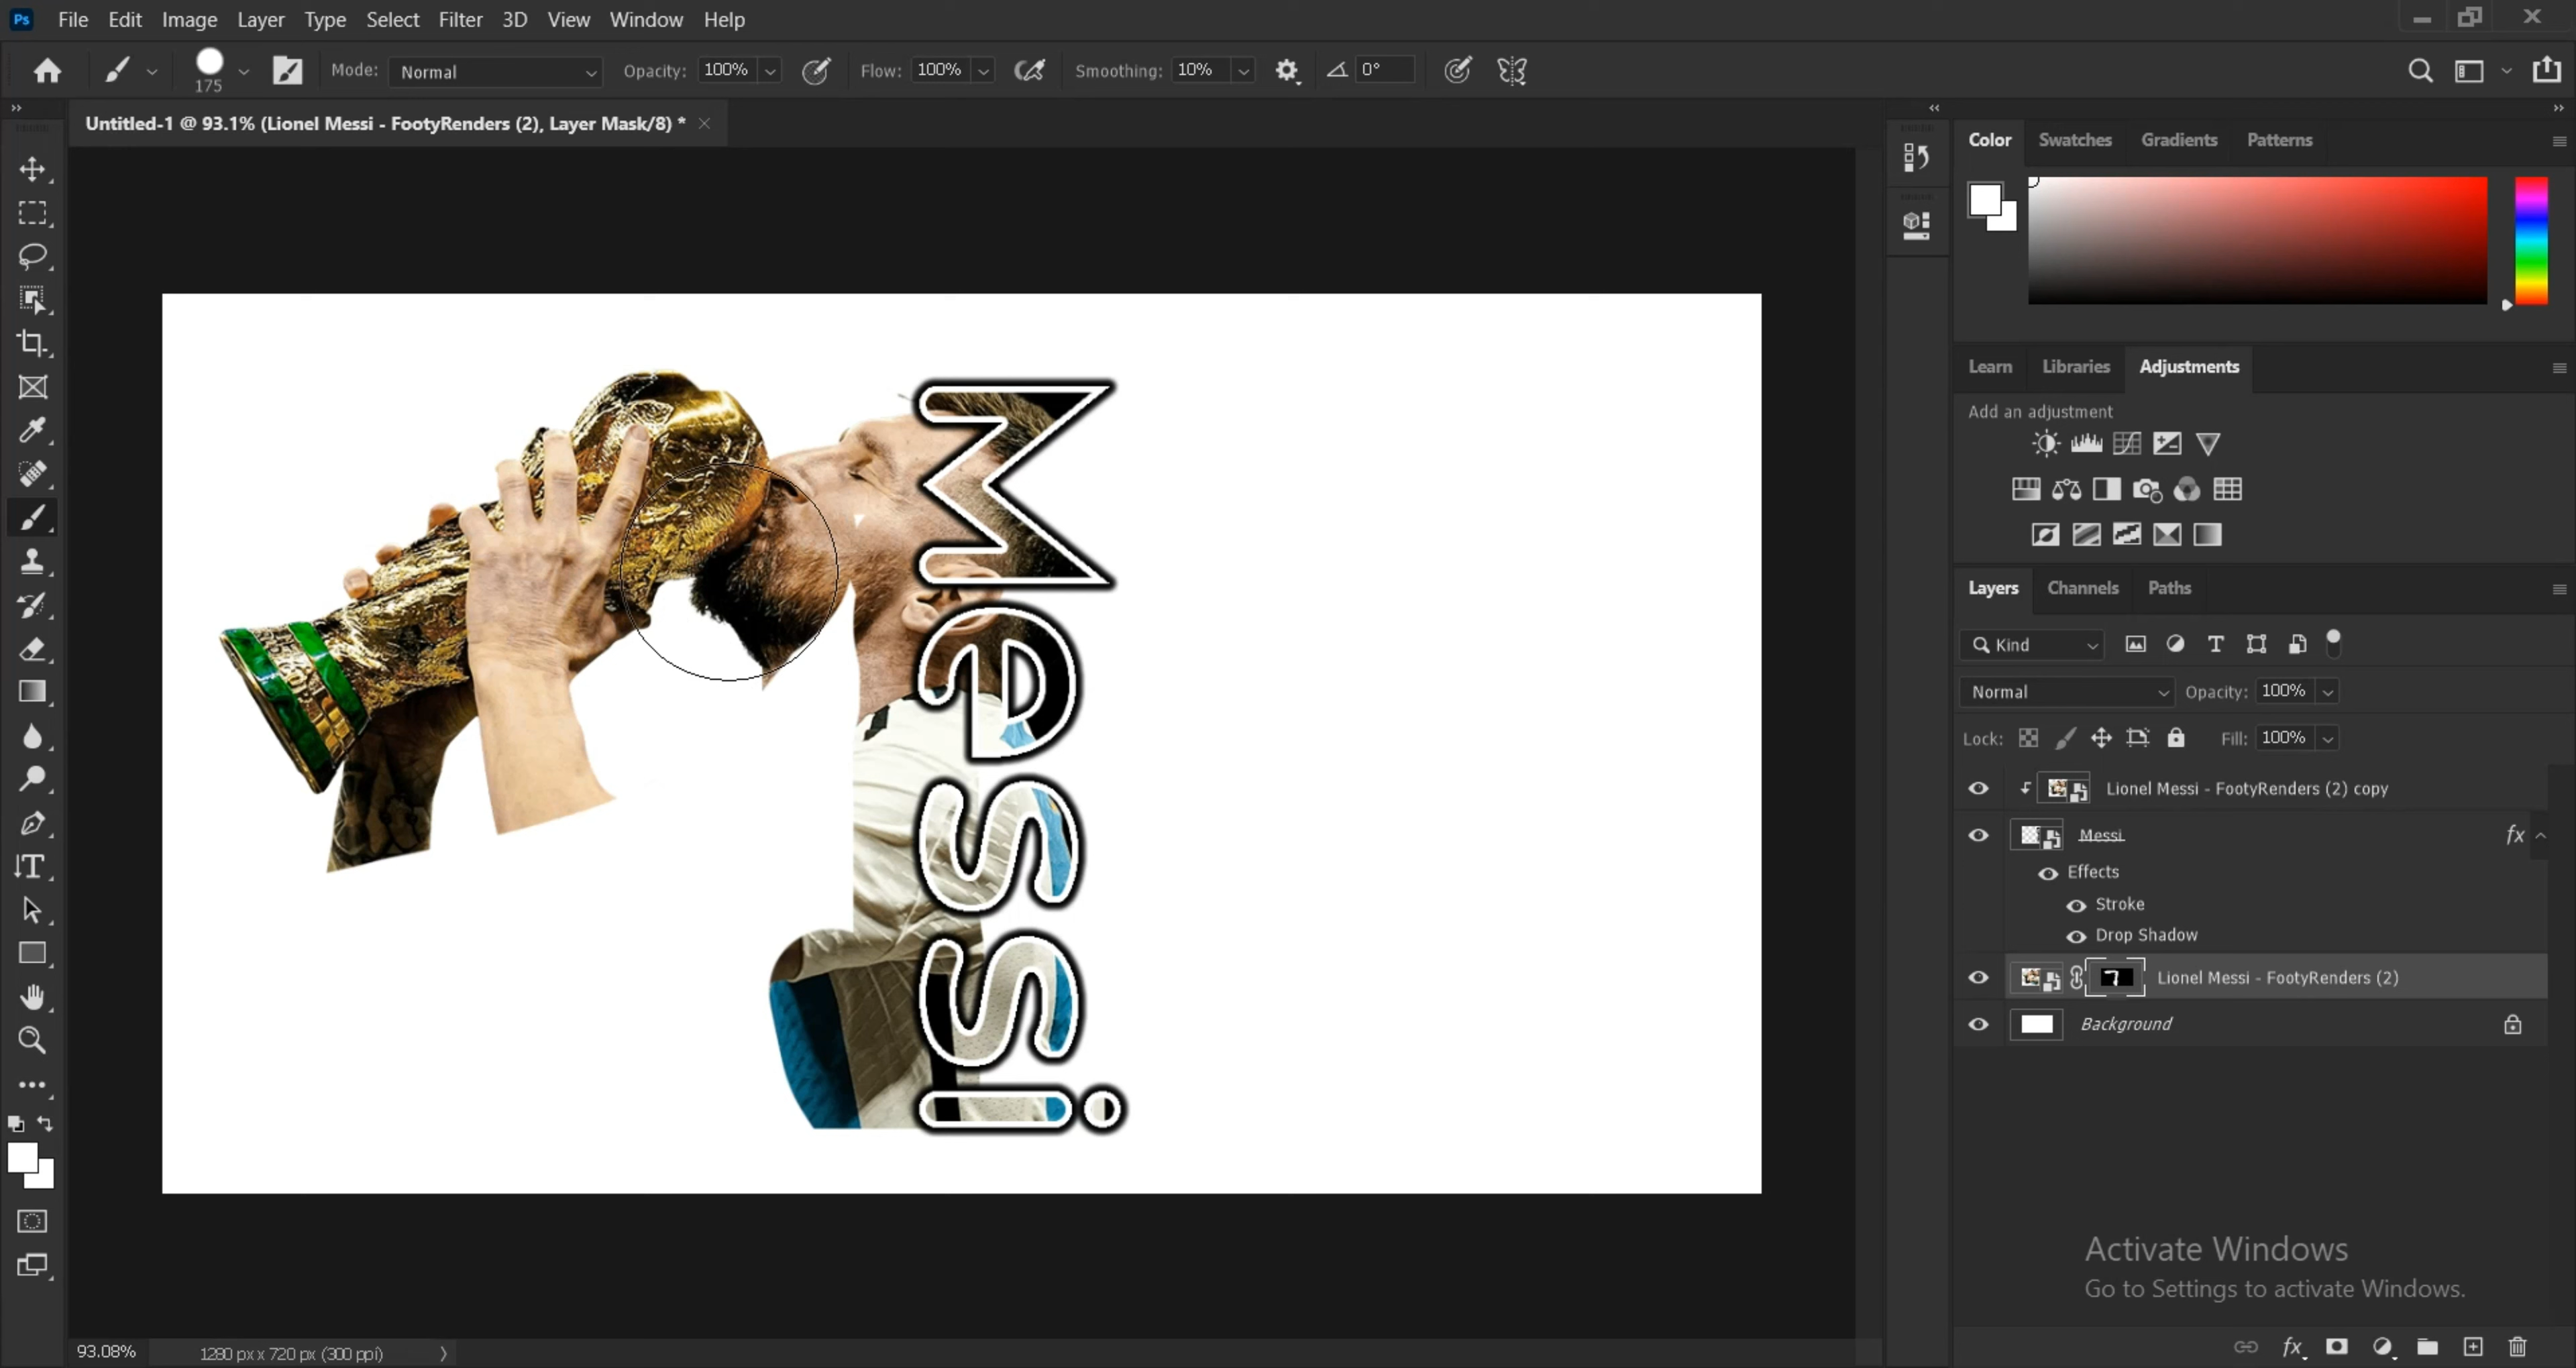 Ps File Edit Image Layer Type Select Filter 3D View Window Help
175 Mode: Normal Opacity: 100% Flow: 100% Smoothing: 10% 0°
Untitled-1 @ 93.1% (Lionel Messi - FootyRenders (2), Layer Mask/8) *
Color Swatches Gradients Patterns
Learn Libraries Adjustments
Add an adjustment
Layers Channels Paths
Kind
Normal Opacity: 100%
Lock: Fill: 100%
Lionel Messi - FootyRenders (2) copy
Messi
fx
Effects
Stroke
Drop Shadow
Lionel Messi - FootyRenders (2)
Background
Messi
Activate Windows
Go to Settings to activate Windows.
93.08% 1280 px x 720 px (300 ppi)
fx